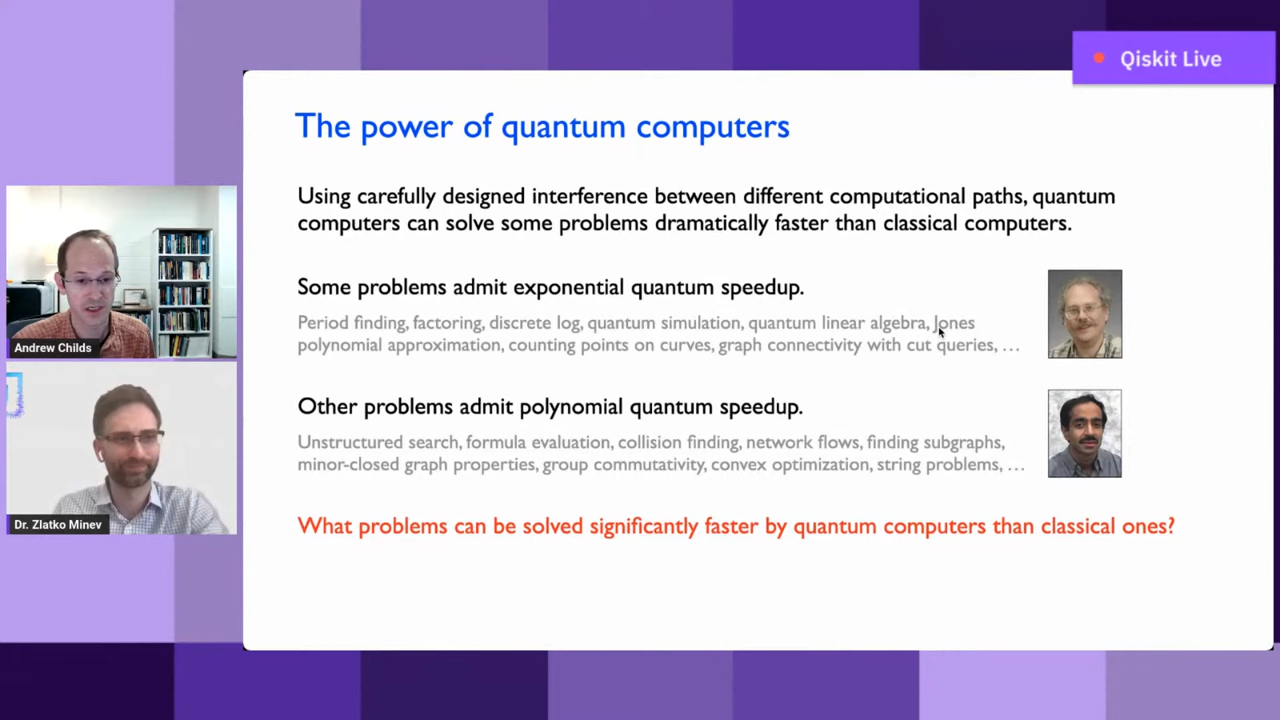 Qiskit Live
The power of quantum computers
Using carefully designed interference between different computational paths, quantum
computers can solve some problems dramatically faster than classical computers.
Some problems admit exponential quantum speedup.
Period finding, factoring, discrete log, quantum simulation, quantum linear algebra, Jones
polynomial approximation, counting points on curves, graph connectivity with cut queries, …
Andrew Childs
Other problems admit polynomial quantum speedup.
Unstructured search, formula evaluation, collision finding, network flows, finding subgraphs,
minor-closed graph properties, group commutativity, convex optimization, string problems, …
Dr. Zlatko Minev
What problems can be solved significantly faster by quantum computers than classical ones?